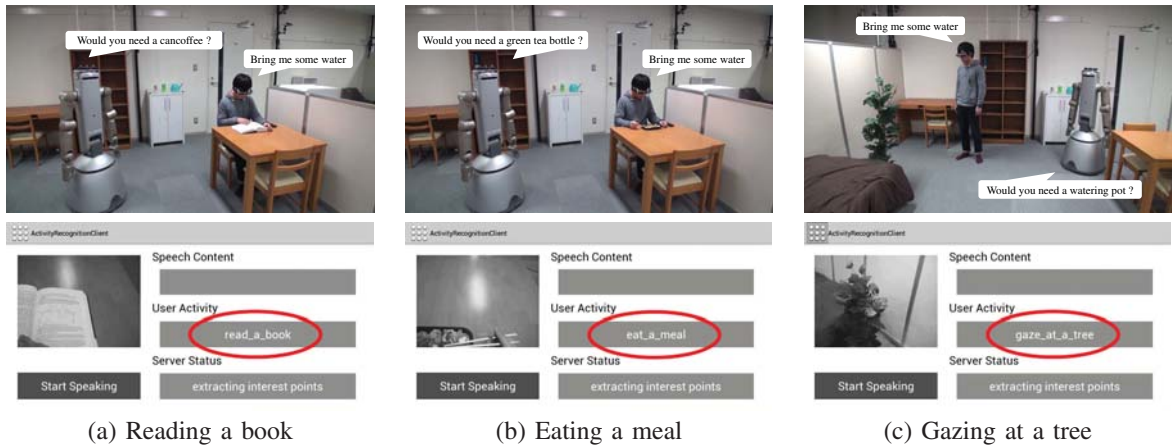 Would you need a cancoffee ?
Bring me some water
Would you need a green tea bottle ?
Bring me some water
Bring me some water
Would you need a watering pot ?
ActivityRecognitionClient
Speech Content
User Activity
read_a_book
Server Status
Start Speaking
extracting interest points
ActivityRecognitionClient
Speech Content
User Activity
eat_a_meal
Server Status
Start Speaking
extracting interest points
ActivityRecognitionClient
Speech Content
User Activity
gaze_at_a_tree
Server Status
Start Speaking
extracting interest points
(a) Reading a book
(b) Eating a meal
(c) Gazing at a tree